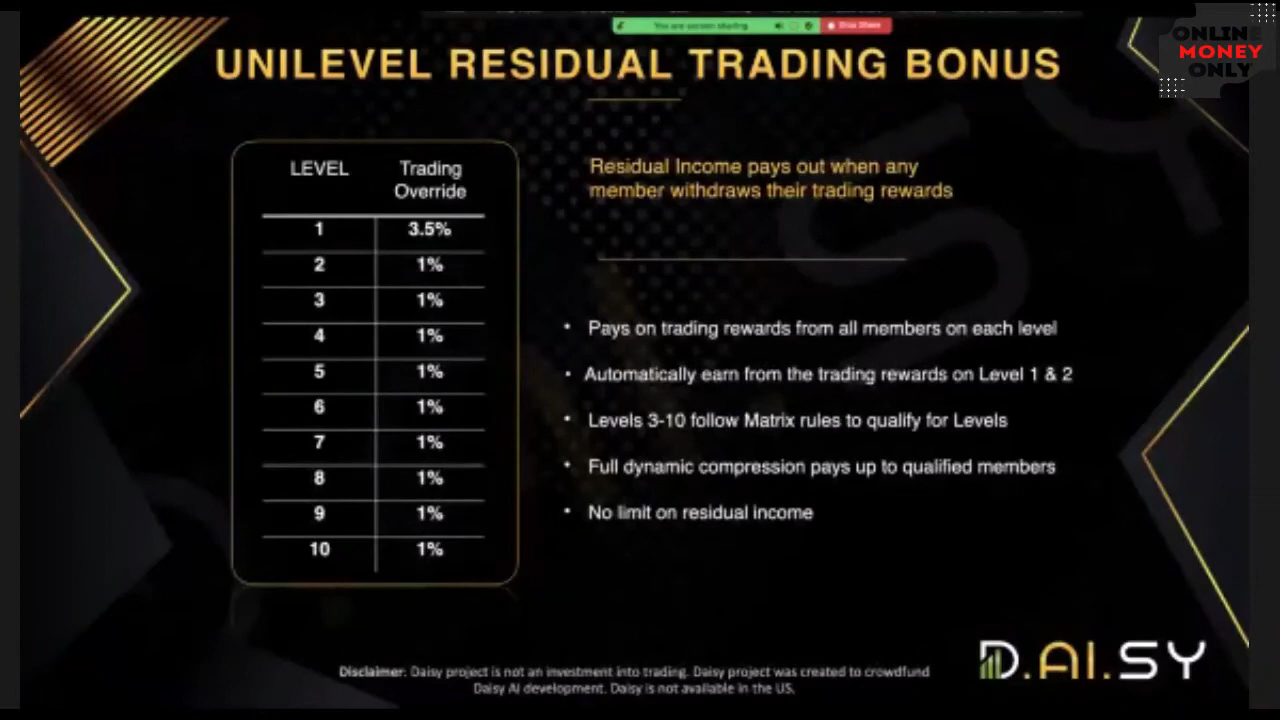 You are screen sharing
Stop Share
ONLINE
MONEY
ONLY
UNILEVEL RESIDUAL TRADING BONUS
LEVEL Trading
Override
1 3.5%
2 1%
3 1%
4 1%
5 1%
6 1%
7 1%
8 1%
9 1%
10 1%
Residual Income pays out when any
member withdraws their trading rewards
• Pays on trading rewards from all members on each level
• Automatically earn from the trading rewards on Level 1 & 2
• Levels 3-10 follow Matrix rules to qualify for Levels
• Full dynamic compression pays up to qualified members
• No limit on residual income
D.AI.SY
Disclaimer: Daisy project is not an investment into trading. Daisy project was created to crowdfund
Daisy AI development. Daisy is not available in the US.